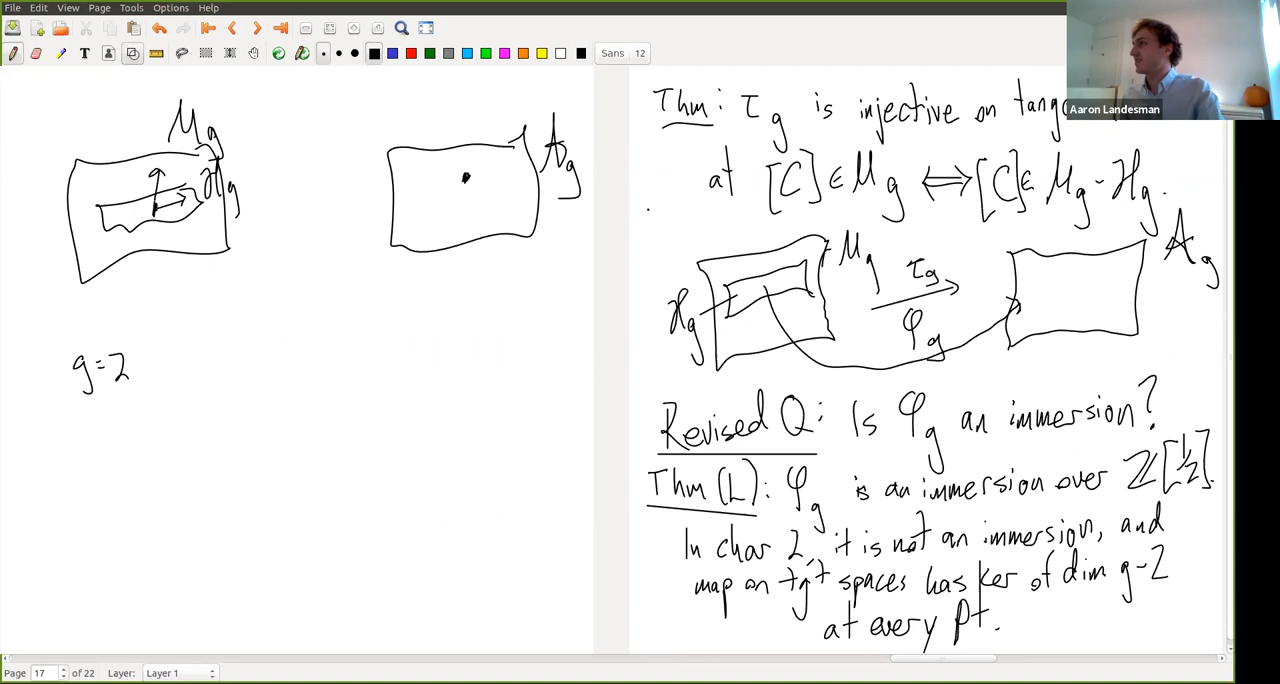 File Edit View Page Tools Options Help
Sans 12
Aaron Landesman
M_g
H_g
A_g
g=2
Thm: τ_g is injective on
at [C] ∈ M_g ⟺ [C] ∈ M_g - H_g.
M_g
τ_g
A_g
H_g
φ_g
Revised Q: Is φ_g an immersion?
Thm (L): φ_g is an immersion over Z[1/2].
In char 2, it is not an immersion, and
map on tgt spaces has ker of dim g-2
at every pt.
Page 17 of 22 Layer: Layer 1